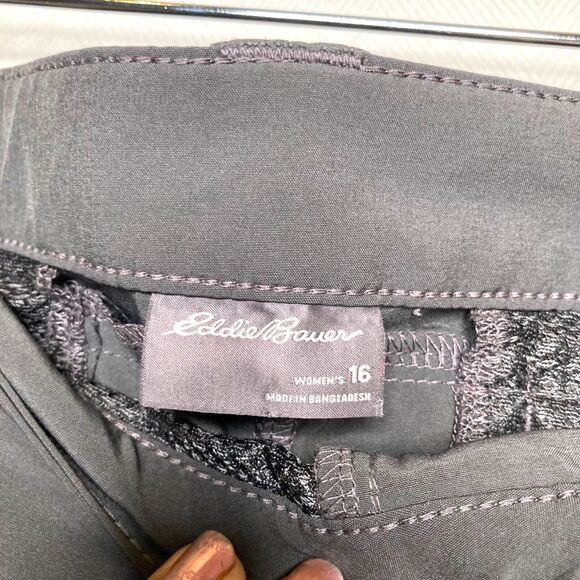 Eddie Bauer
WOMEN'S 16
MADE IN BANGLADESH